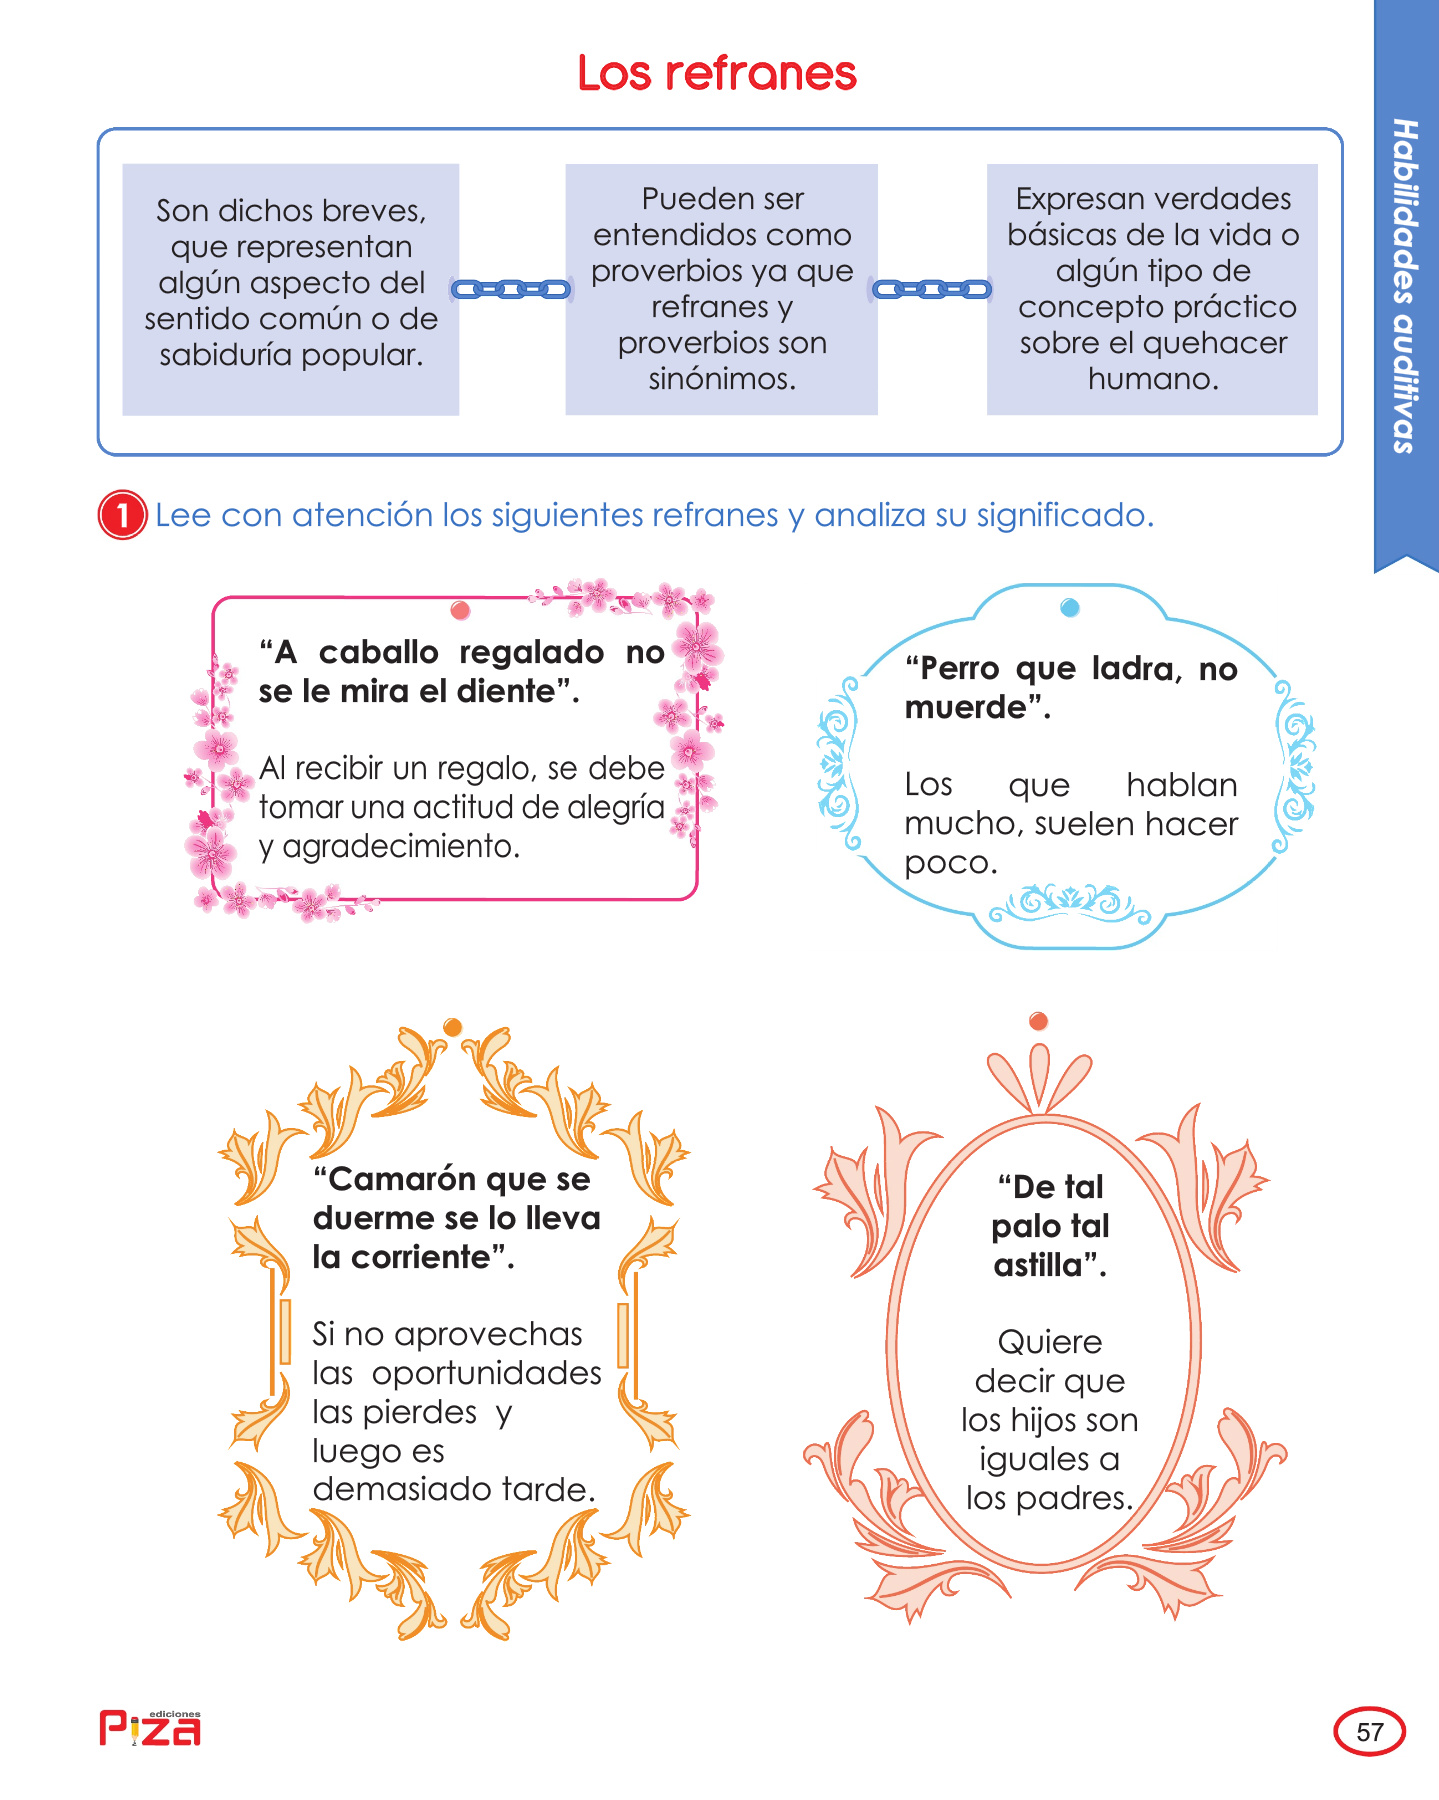 Los refranes
Habilidades auditivas
Son dichos breves,
que representan
algún aspecto del
sentido común o de
sabiduría popular.
Pueden ser
entendidos como
proverbios ya que
refranes y
proverbios son
sinónimos.
Expresan verdades
básicas de la vida o
algún tipo de
concepto práctico
sobre el quehacer
humano.
1 Lee con atención los siguientes refranes y analiza su significado.
“A caballo regalado no
se le mira el diente”.
Al recibir un regalo, se debe
tomar una actitud de alegría
y agradecimiento.
“Perro que ladra, no
muerde”.
Los que hablan
mucho, suelen hacer
poco.
“Camarón que se
duerme se lo lleva
la corriente”.
Si no aprovechas
las oportunidades
las pierdes y
luego es
demasiado tarde.
“De tal
palo tal
astilla”.
Quiere
decir que
los hijos son
iguales a
los padres.
ediciones
Piza
57